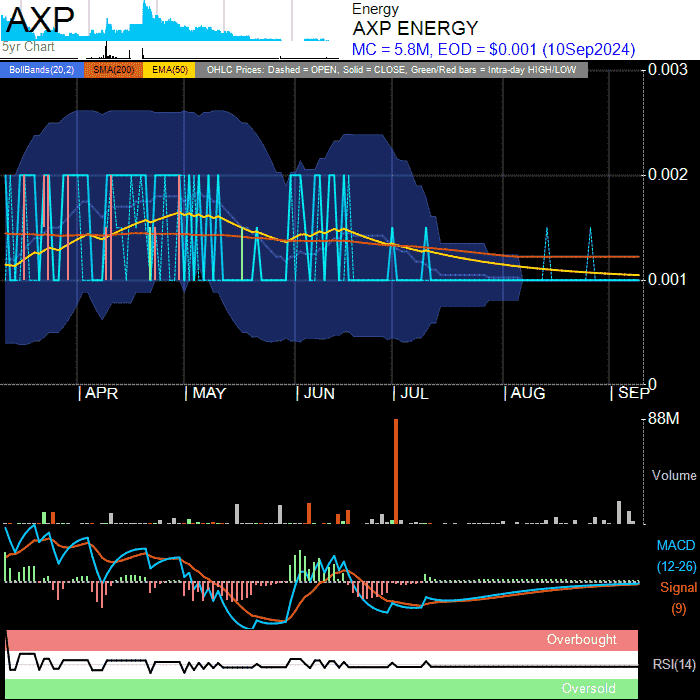 AXP
5yr Chart
Energy
AXP ENERGY
MC = 5.8M, EOD = $0.001 (10Sep2024)
BollBands(20,2) SMA(200) EMA(50) OHLC Prices: Dashed = OPEN, Solid = CLOSE, Green/Red bars = Intra-day HIGH/LOW
0.003
0.002
0.001
0
| APR | MAY | JUN | JUL | AUG | SEP
88M
Volume
MACD
(12-26)
Signal
(9)
Overbought
RSI(14)
Oversold